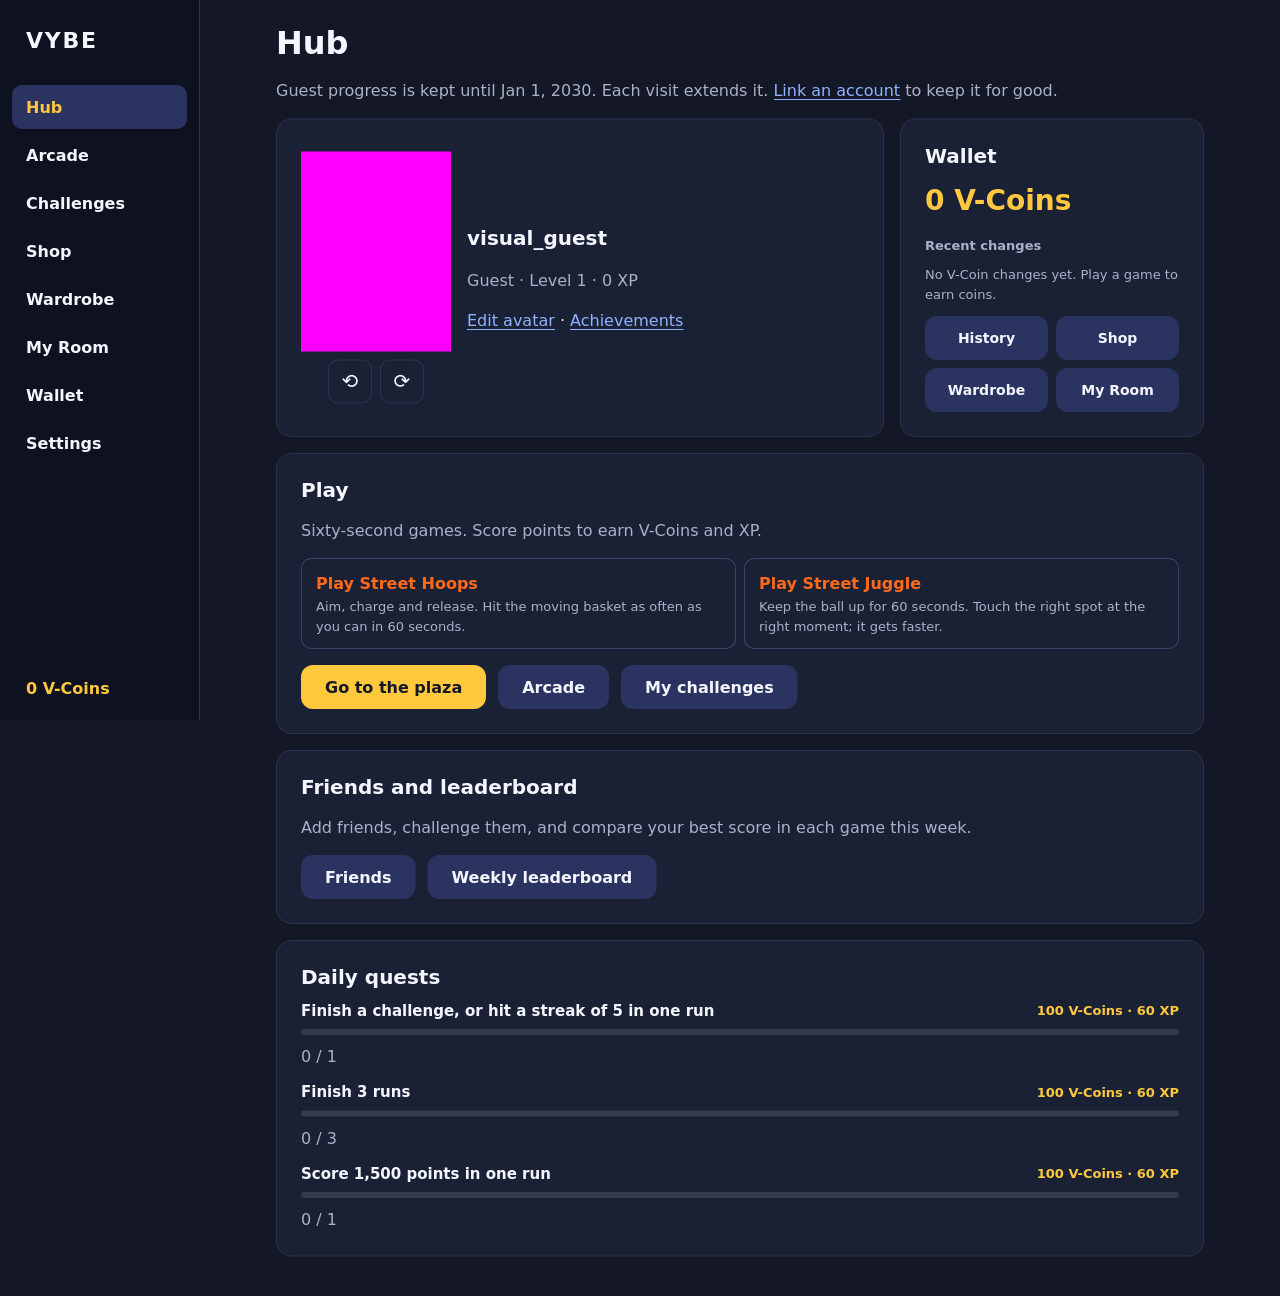 VYBE
Hub
Arcade
Challenges
Shop
Wardrobe
My Room
Wallet
Settings
0 V-Coins
Hub
Guest progress is kept until Jan 1, 2030. Each visit extends it. Link an account to keep it for good.
visual_guest
Guest · Level 1 · 0 XP
Edit avatar · Achievements
⟲ ⟳
Wallet
0 V-Coins
Recent changes
No V-Coin changes yet. Play a game to
earn coins.
History Shop
Wardrobe My Room
Play
Sixty-second games. Score points to earn V-Coins and XP.
Play Street Hoops
Aim, charge and release. Hit the moving basket as often as
you can in 60 seconds.
Play Street Juggle
Keep the ball up for 60 seconds. Touch the right spot at the
right moment; it gets faster.
Go to the plaza Arcade My challenges
Friends and leaderboard
Add friends, challenge them, and compare your best score in each game this week.
Friends Weekly leaderboard
Daily quests
Finish a challenge, or hit a streak of 5 in one run 100 V-Coins · 60 XP
0 / 1
Finish 3 runs 100 V-Coins · 60 XP
0 / 3
Score 1,500 points in one run 100 V-Coins · 60 XP
0 / 1